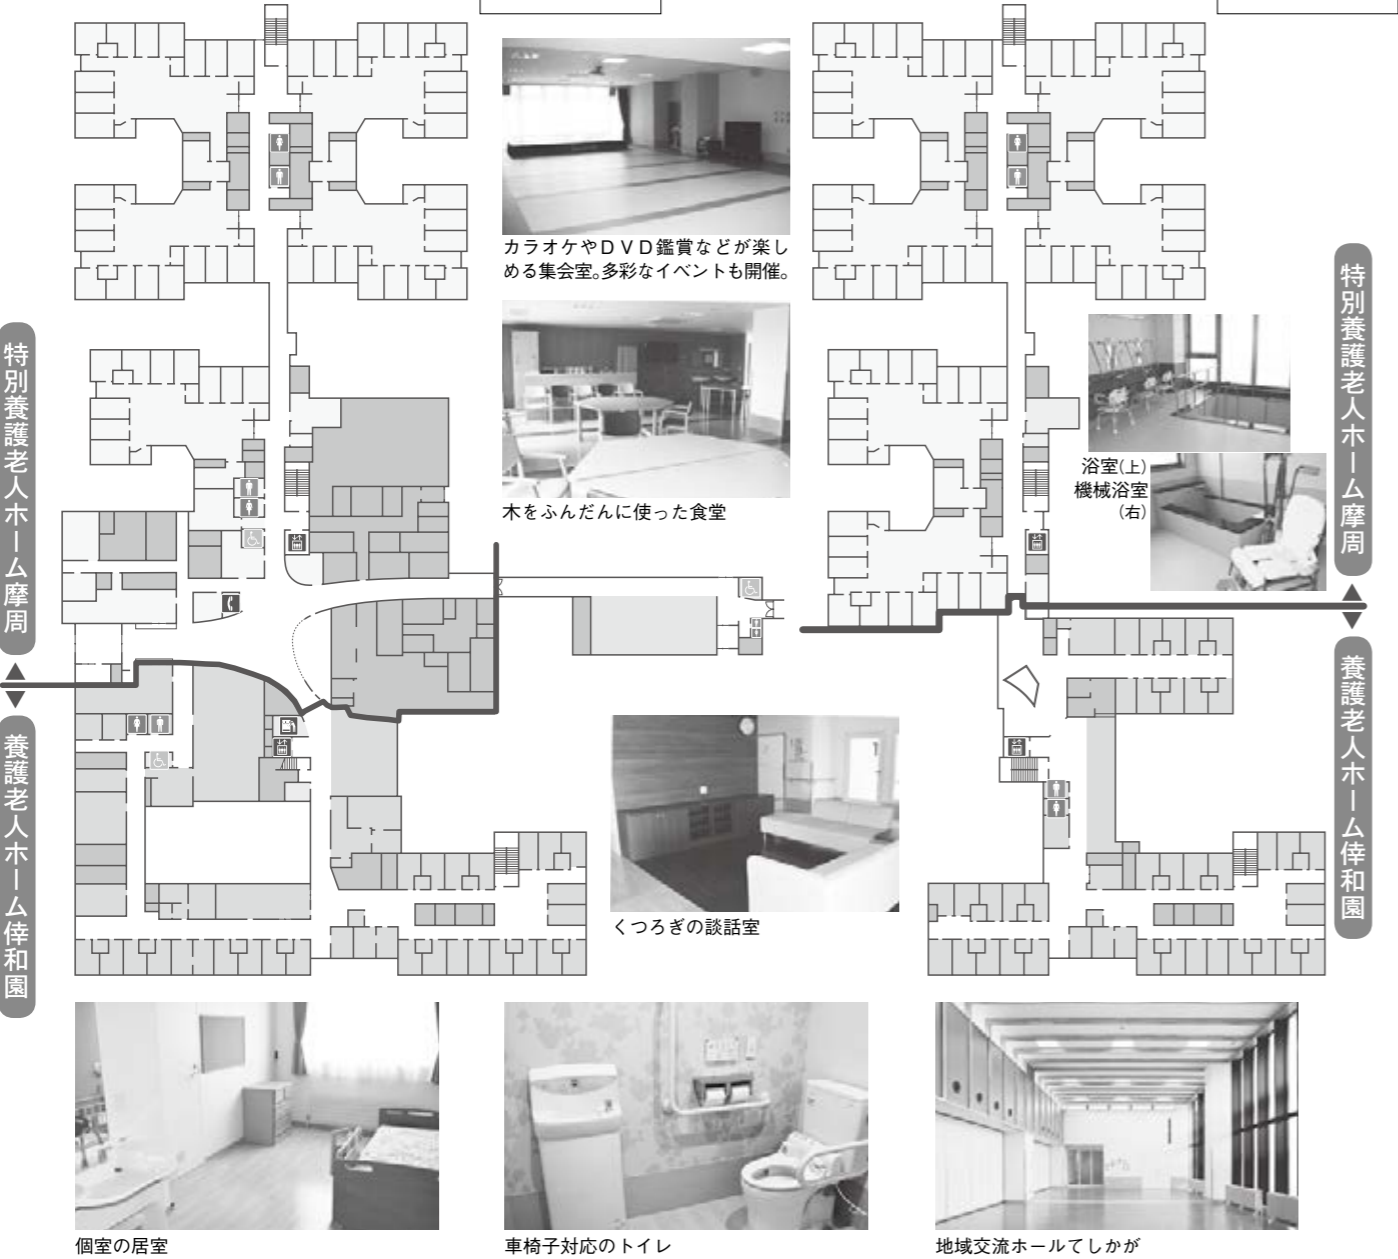 カラオケやＤＶＤ鑑賞などが楽し
める集会室。多彩なイベントも開催。
木をふんだんに使った食堂
浴室(上)
機械浴室
(右)
特別養護老人ホーム摩周
養護老人ホーム倖和園
特別養護老人ホーム摩周
養護老人ホーム倖和園
くつろぎの談話室
個室の居室
車椅子対応のトイレ
地域交流ホールてしかが